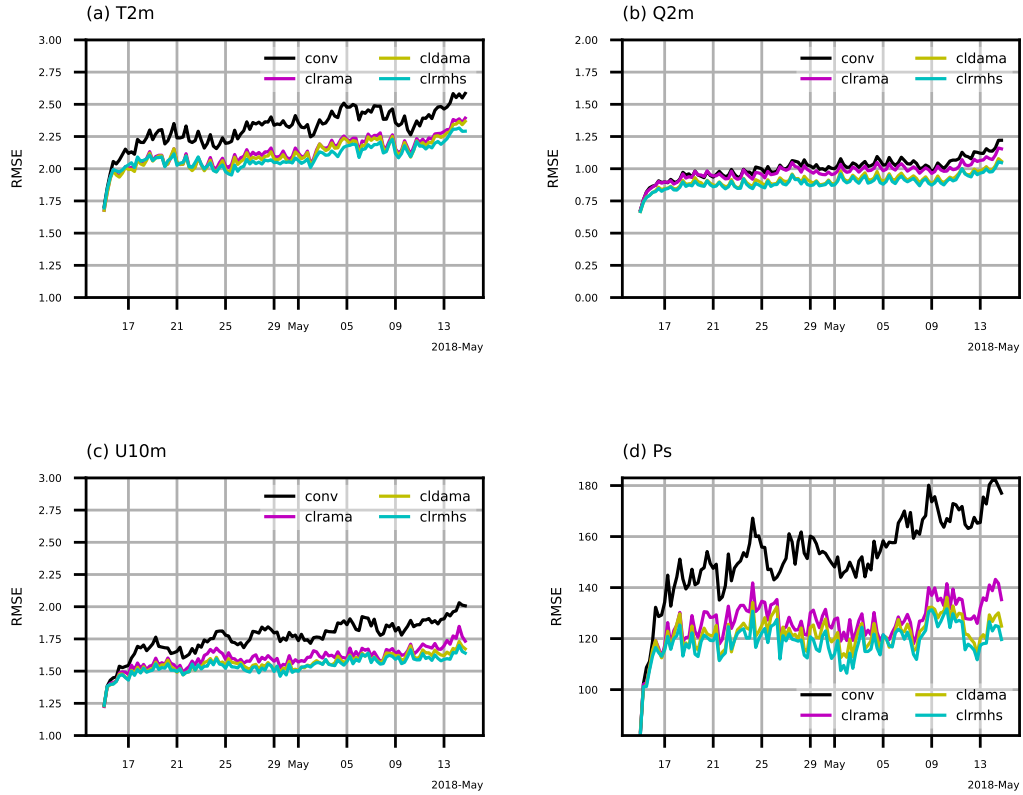 (a) T2m
3.00
2.75
2.50
2.25
2.00
1.75
1.50
1.25
1.00
RMSE
conv
clrama
cldama
clrmhs
17 21 25 29 May 05 09 13
2018-May
(b) Q2m
2.00
1.75
1.50
1.25
1.00
0.75
0.50
0.25
0.00
RMSE
conv
clrama
cldama
clrmhs
17 21 25 29 May 05 09 13
2018-May
(c) U10m
3.00
2.75
2.50
2.25
2.00
1.75
1.50
1.25
1.00
RMSE
conv
clrama
cldama
clrmhs
17 21 25 29 May 05 09 13
2018-May
(d) Ps
180
160
140
120
100
RMSE
conv
clrama
cldama
clrmhs
17 21 25 29 May 05 09 13
2018-May